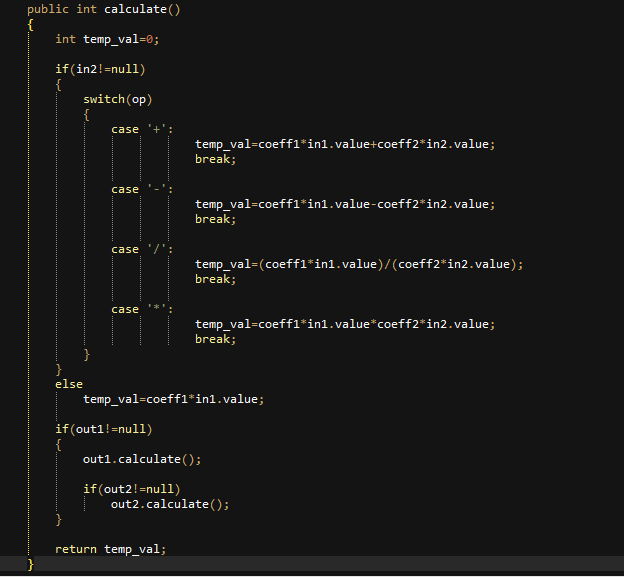 public int calculate()
{
int temp_val=0;
if(in2!=null)
{
switch(op)
{
case '+':
temp_val=coeff1*in1.value+coeff2*in2.value;
break;
case '-':
temp_val=coeff1*in1.value-coeff2*in2.value;
break;
case '/':
temp_val=(coeff1*in1.value)/(coeff2*in2.value);
break;
case '*':
temp_val=coeff1*in1.value*coeff2*in2.value;
break;
}
}
else
temp_val=coeff1*in1.value;
if(out1!=null)
{
out1.calculate();
if(out2!=null)
out2.calculate();
}
return temp_val;
}